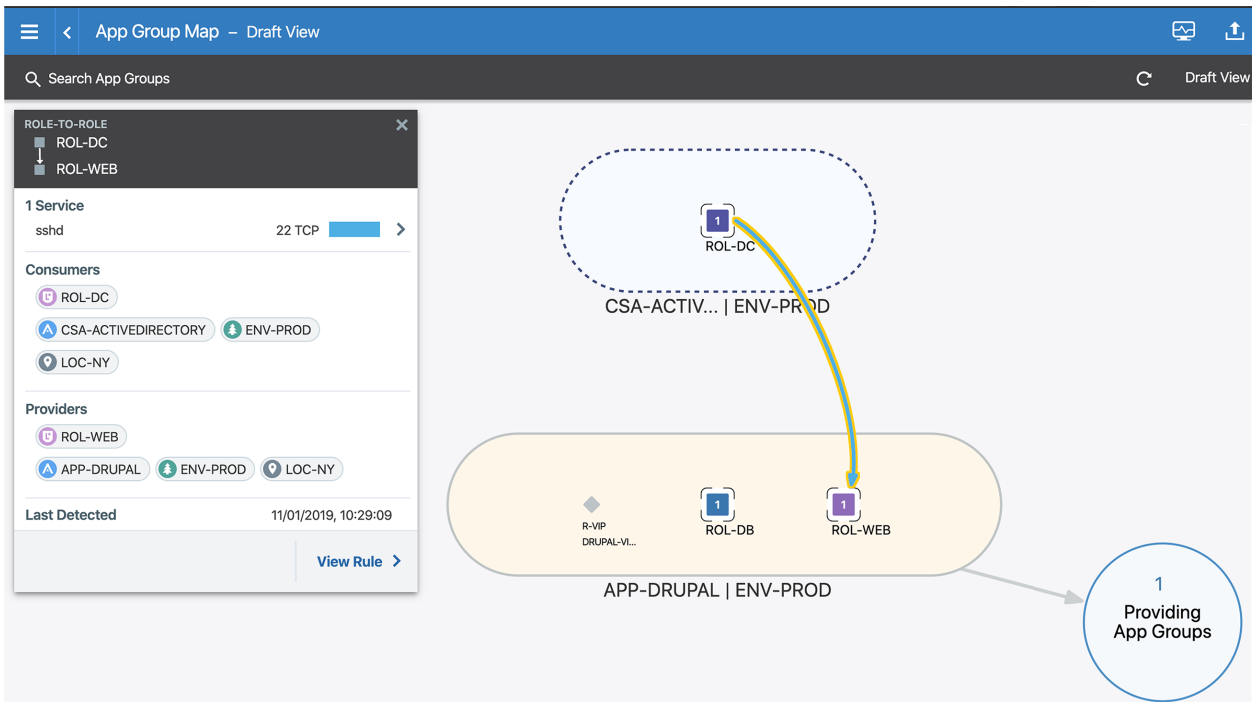 App Group Map – Draft View
Search App Groups
Draft View
ROLE-TO-ROLE
ROL-DC
ROL-WEB
1 Service
sshd 22 TCP
Consumers
ROL-DC
CSA-ACTIVEDIRECTORY ENV-PROD
LOC-NY
Providers
ROL-WEB
APP-DRUPAL ENV-PROD LOC-NY
Last Detected 11/01/2019, 10:29:09
View Rule
1
ROL-DC
CSA-ACTIV... | ENV-PROD
R-VIP
DRUPAL-VI...
1
ROL-DB
1
ROL-WEB
APP-DRUPAL | ENV-PROD
1
Providing
App Groups